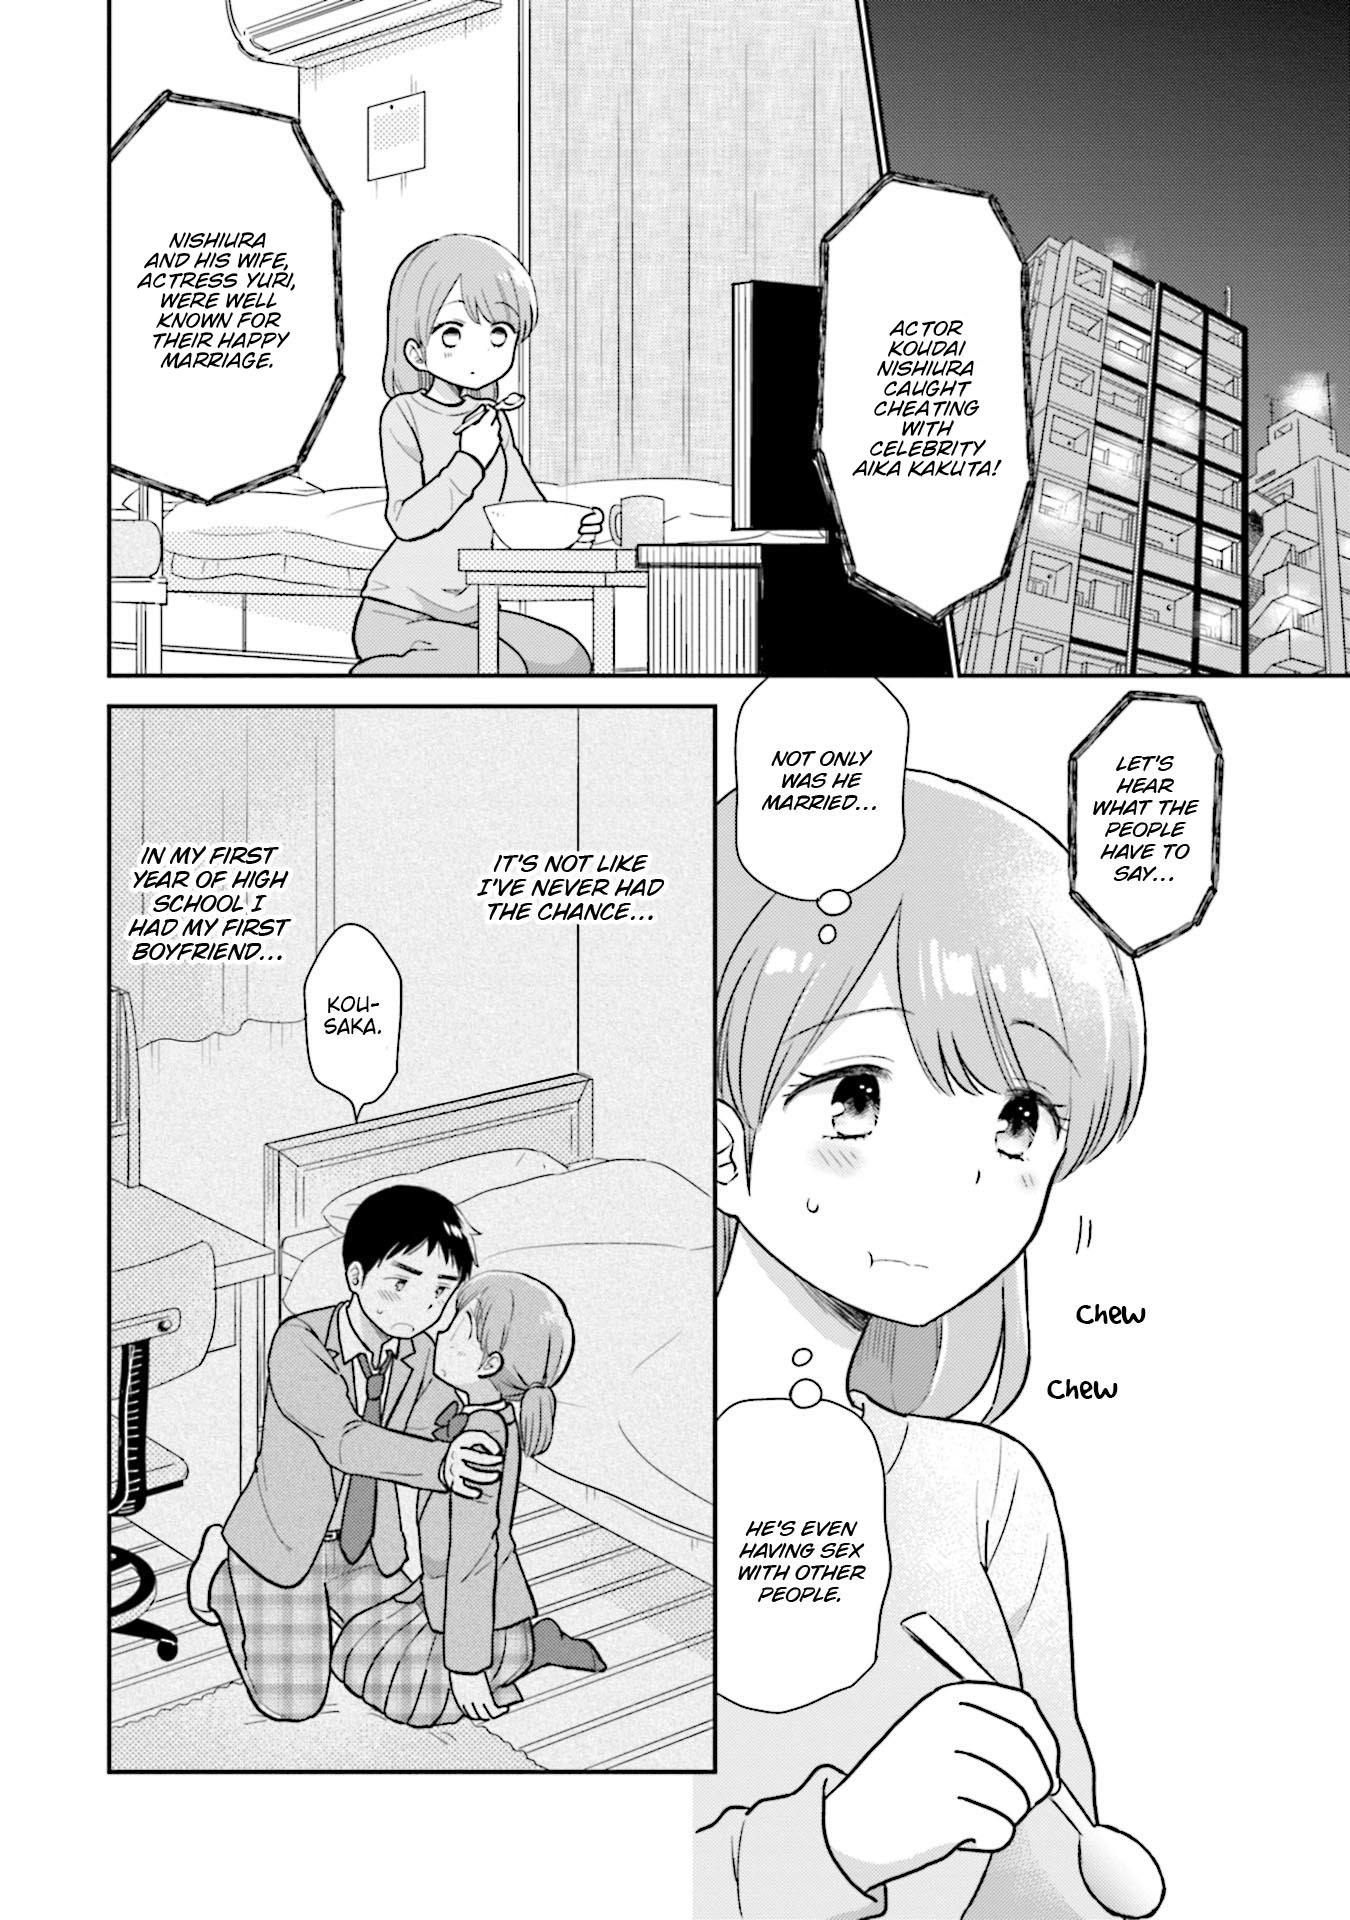 ACTOR
KOUDAI
NISHIURA
CAUGHT
CHEATING
WITH
CELEBRITY
AIKA KAKUTA!
NISHIURA
AND HIS WIFE,
ACTRESS YURI,
WERE WELL
KNOWN FOR
THEIR HAPPY
MARRIAGE.
LET'S
HEAR
WHAT THE
PEOPLE
HAVE TO
SAY...
NOT ONLY
WAS HE
MARRIED...
Chew
Chew
HE'S EVEN
HAVING SEX
WITH OTHER
PEOPLE.
IT'S NOT LIKE
I'VE NEVER HAD
THE CHANCE...
IN MY FIRST
YEAR OF HIGH
SCHOOL I
HAD MY FIRST
BOYFRIEND...
KOU-
SAKA.